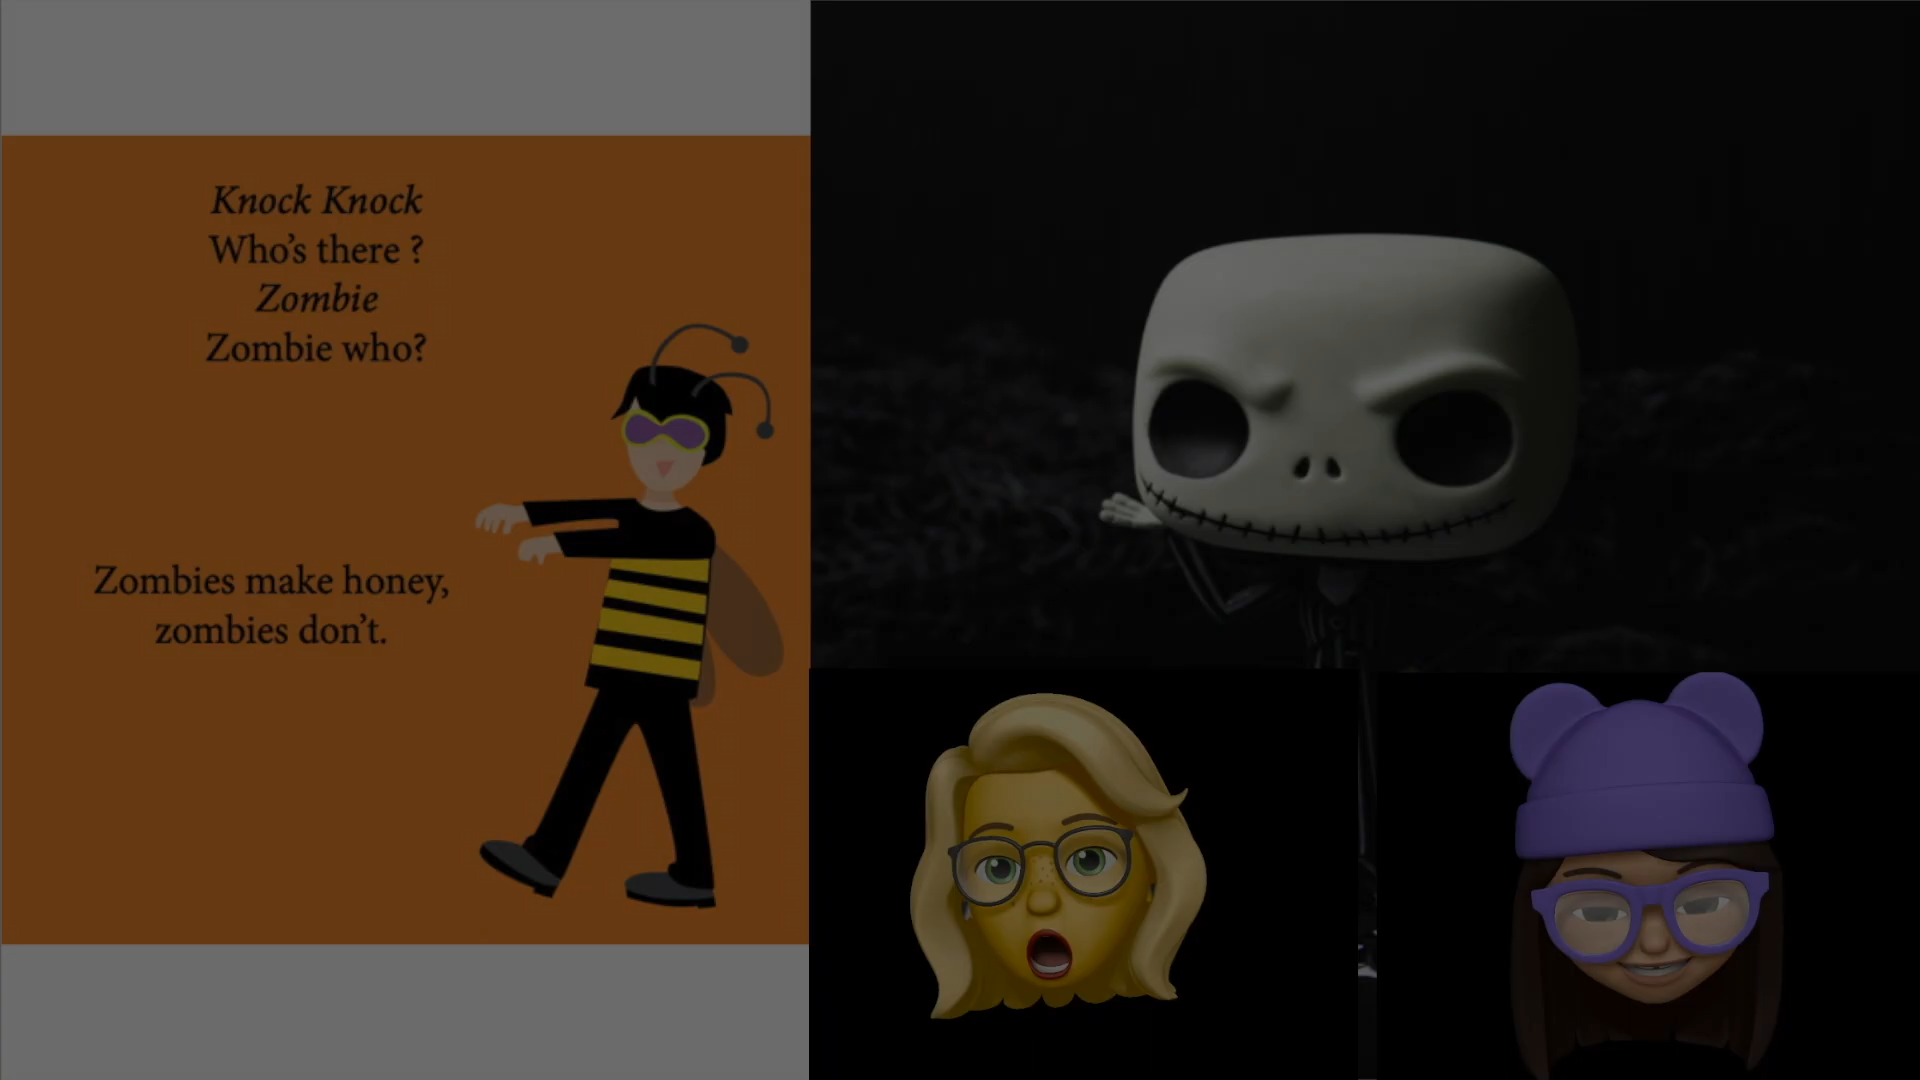 Knock Knock
Who's there ?
Zombie
Zombie who?
Zombies make honey,
zombies don't.